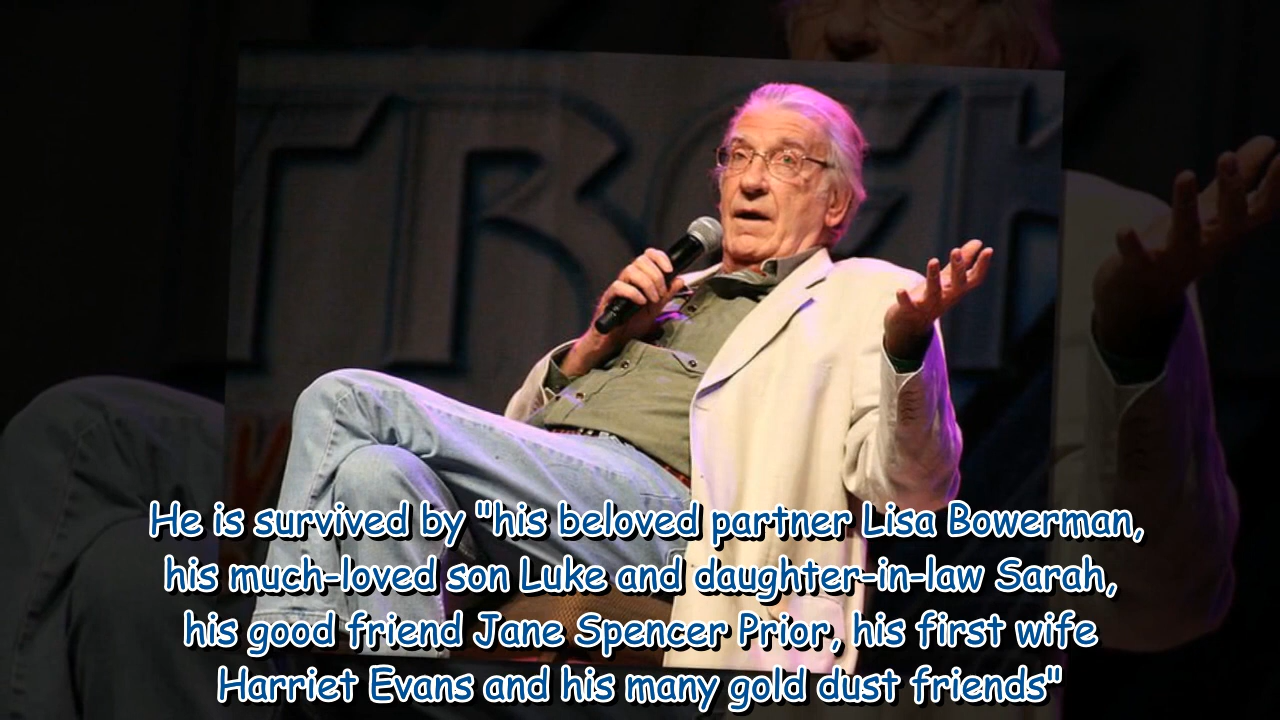 TREK
He is survived by "his beloved partner Lisa Bowerman,
his much-loved son Luke and daughter-in-law Sarah,
his good friend Jane Spencer Prior, his first wife
Harriet Evans and his many gold dust friends"